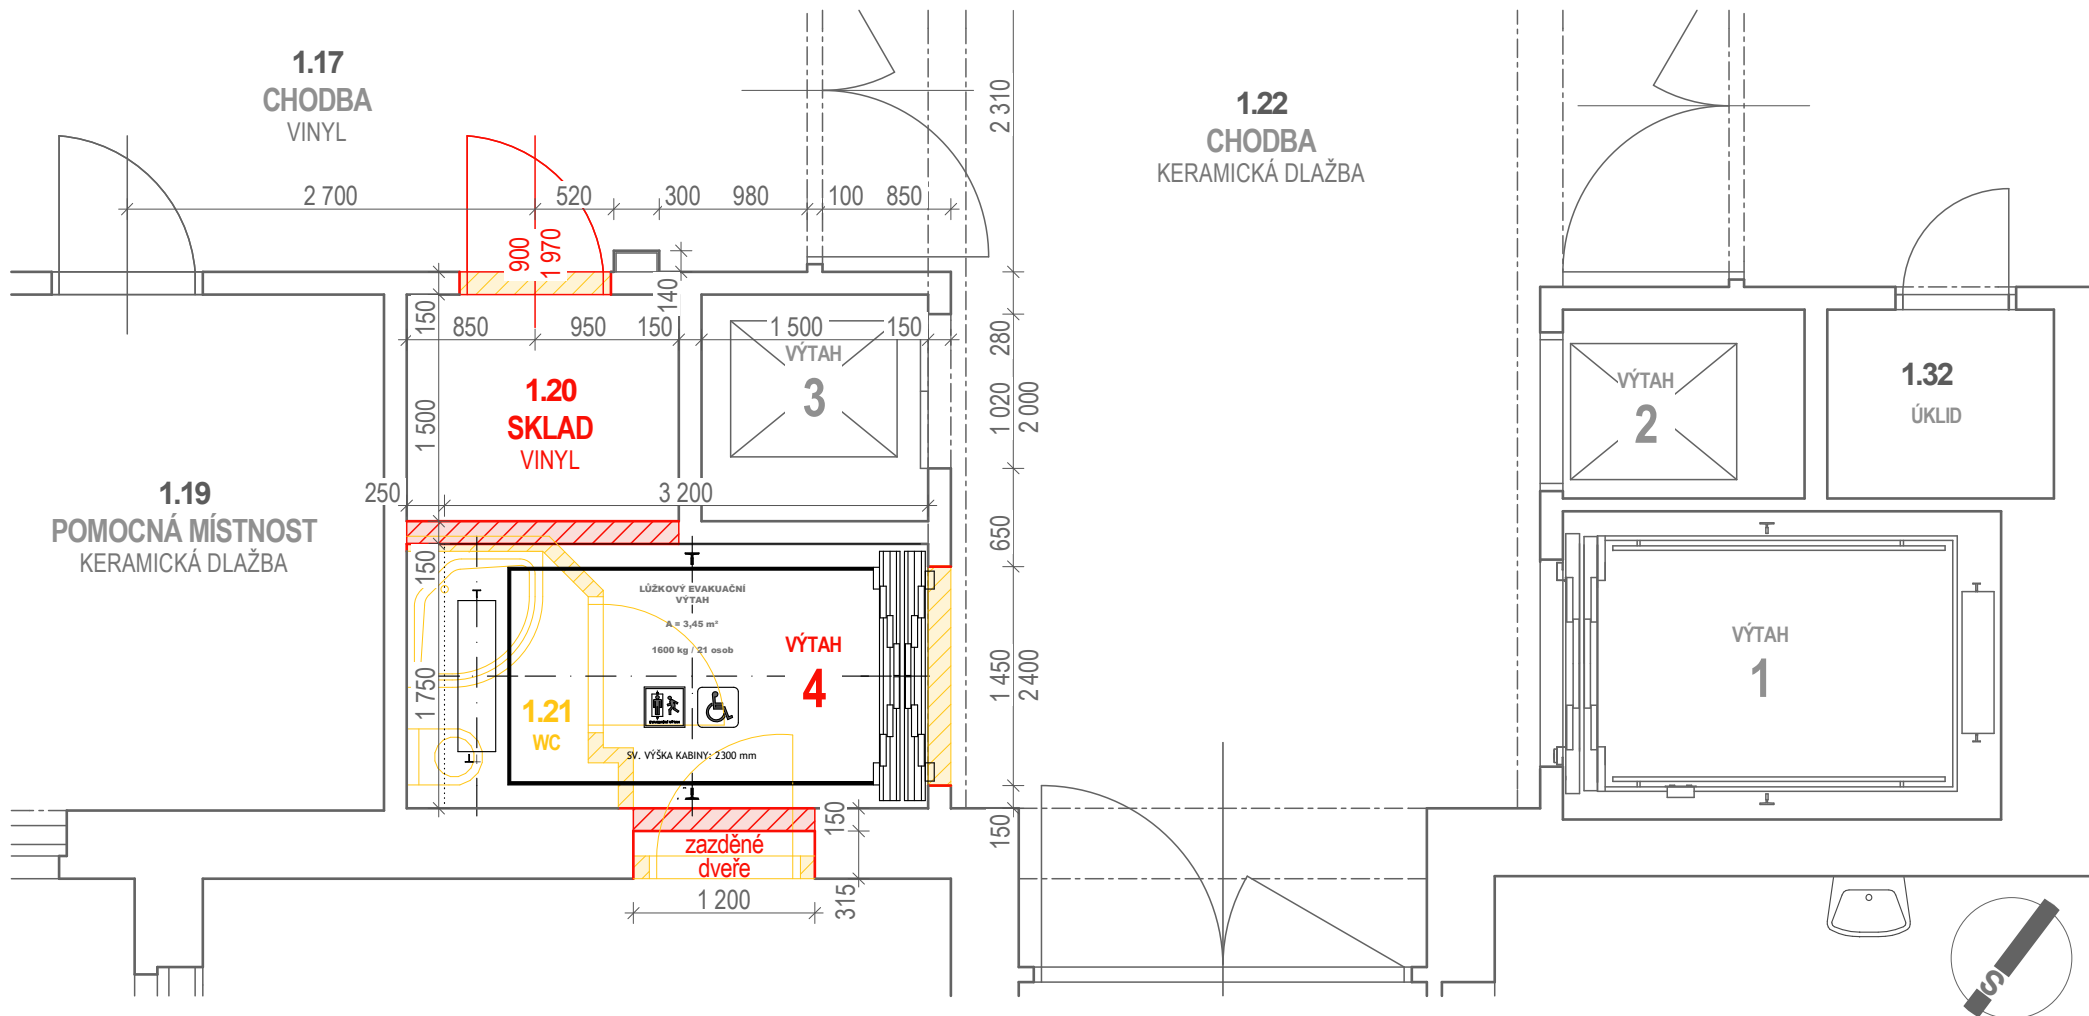 1.17
CHODBA
VINYL
1.22
CHODBA
KERAMICKÁ DLAŽBA
2 310
2 700
520
300
980
100
850
900
1 970
140
150
850
950
150
1 500
150
280
VÝTAH
3
1.20
SKLAD
VINYL
1 500
1 020
2 000
VÝTAH
2
1.32
ÚKLID
250
3 200
1.19
POMOCNÁ MÍSTNOST
KERAMICKÁ DLAŽBA
650
150
LŮŽKOVÝ EVAKUAČNÍ
VÝTAH
A = 3,45 m²
1600 kg / 21 osob
VÝTAH
4
1 750
1.21
WC
SV. VÝŠKA KABINY: 2300 mm
1 450
2 400
VÝTAH
1
150
150
zazděné
dveře
315
1 200
S